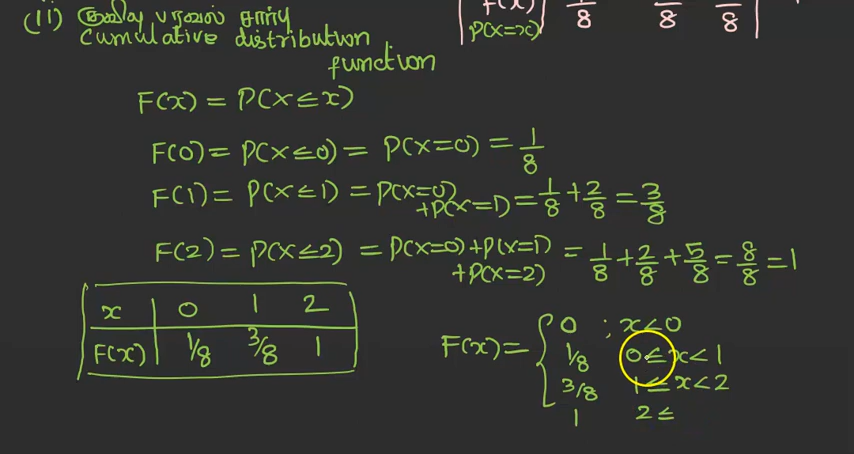 (ii) குவிவு பரவல் சார்பு
Cumulative distribution
function
f(x) 1/8 /8 /8
P(X=x)
F(x) = P(X≤x)
F(0) = P(X≤0) = P(X=0) = 1/8
F(1) = P(X≤1) = P(X=0) +P(X=1) = 1/8 + 2/8 = 3/8
F(2) = P(X≤2) = P(X=0)+P(X=1) +P(X=2) = 1/8 + 2/8 + 5/8 = 8/8 = 1
x 0 1 2
F(x) 1/8 3/8 1
F(x) = { 0 ; x<0
1/8 0≤x<1
3/8 1≤x<2
1 2≤